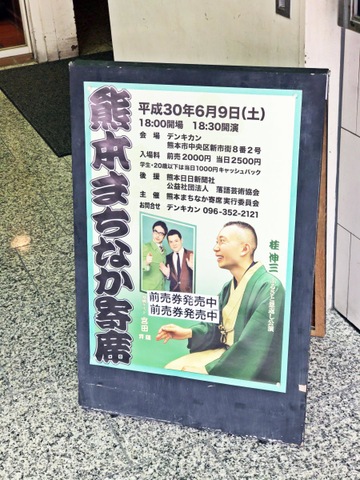 熊本まちなか寄席
平成30年6月9日(土)
18:00開場 18:30開演
会場 デンキカン
熊本市中央区新市街8番2号
入場料 前売2000円 当日2500円
学生・20歳以下は当日1000円キャッシュバック
後援 熊本日日新聞社
公益社団法人 落語芸術協会
主催 熊本まちなか寄席実行委員会
お問合せ デンキカン 096-352-2121
桂 伸三
前売券発売中
前売券発売中
宮田